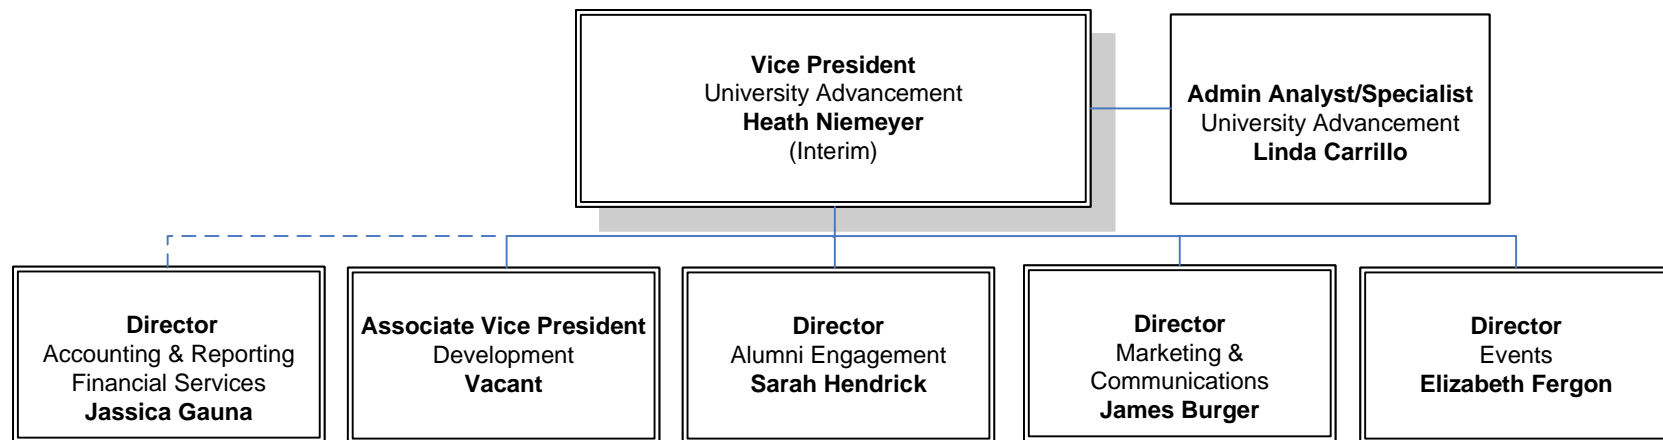 Vice President
University Advancement
Heath Niemeyer
(Interim)
Admin Analyst/Specialist
University Advancement
Linda Carrillo
Director
Accounting & Reporting
Financial Services
Jassica Gauna
Associate Vice President
Development
Vacant
Director
Alumni Engagement
Sarah Hendrick
Director
Marketing &
Communications
James Burger
Director
Events
Elizabeth Fergon